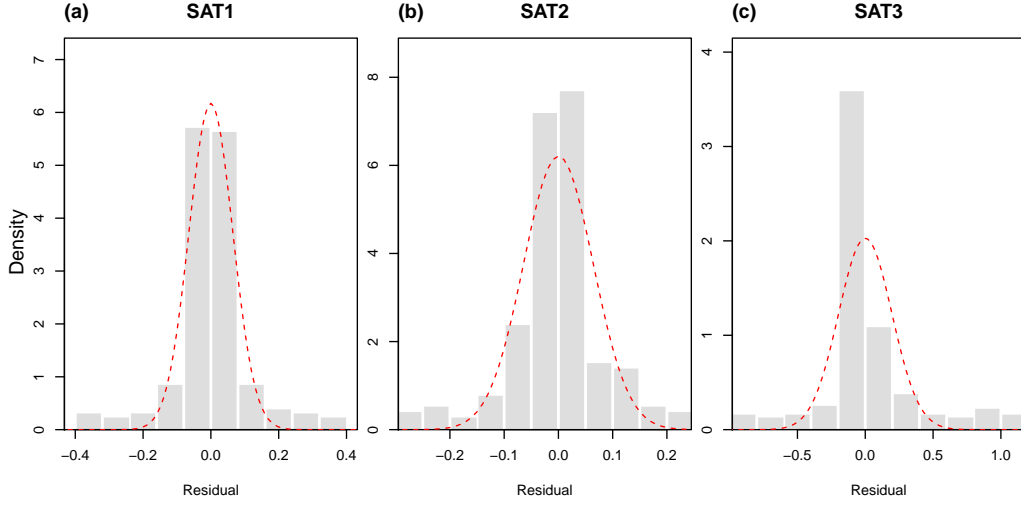 (a) SAT1
(b) SAT2
(c) SAT3
Density
0 1 2 3 4 5 6 7
−0.4 −0.2 0.0 0.2 0.4
Residual
0 2 4 6 8
−0.2 −0.1 0.0 0.1 0.2
Residual
0 1 2 3 4
−0.5 0.0 0.5 1.0
Residual